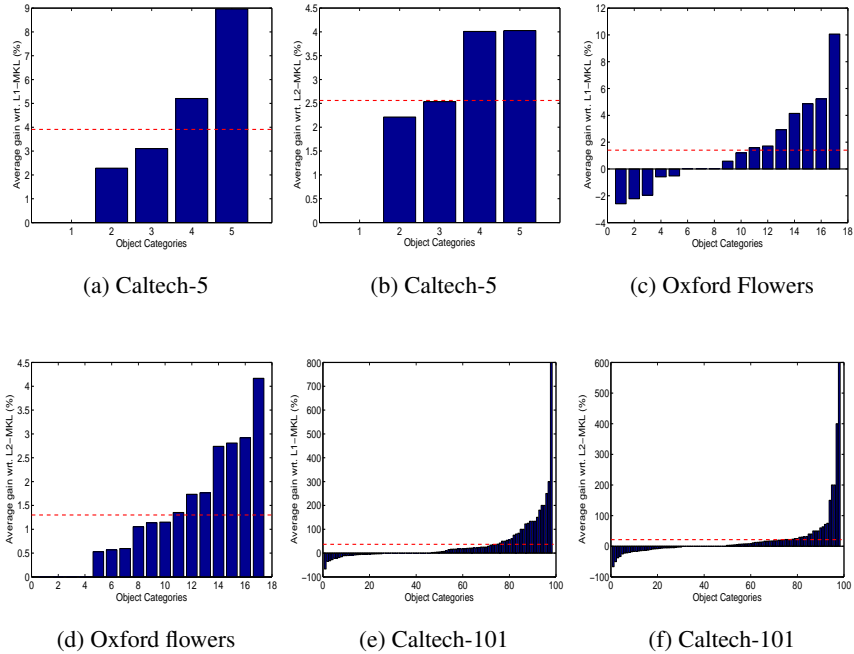 Average gain wrt. L1-MKL (%)
9
8
7
6
5
4
3
2
1
0
1 2 3 4 5
Object Categories
(a) Caltech-5
Average gain wrt. L2-MKL (%)
4.5
4
3.5
3
2.5
2
1.5
1
0.5
0
1 2 3 4 5
Object Categories
(b) Caltech-5
Average gain wrt. L1-MKL (%)
12
10
8
6
4
2
0
-2
-4
0 2 4 6 8 10 12 14 16 18
Object Categories
(c) Oxford Flowers
Average gain wrt. L2-MKL (%)
4.5
4
3.5
3
2.5
2
1.5
1
0.5
0
0 2 4 6 8 10 12 14 16 18
Object Categories
(d) Oxford flowers
Average gain wrt. L1-MKL (%)
800
700
600
500
400
300
200
100
0
-100
0 20 40 60 80 100
Object Categories
(e) Caltech-101
Average gain wrt. L2-MKL (%)
600
500
400
300
200
100
0
-100
0 20 40 60 80 100
Object Categories
(f) Caltech-101